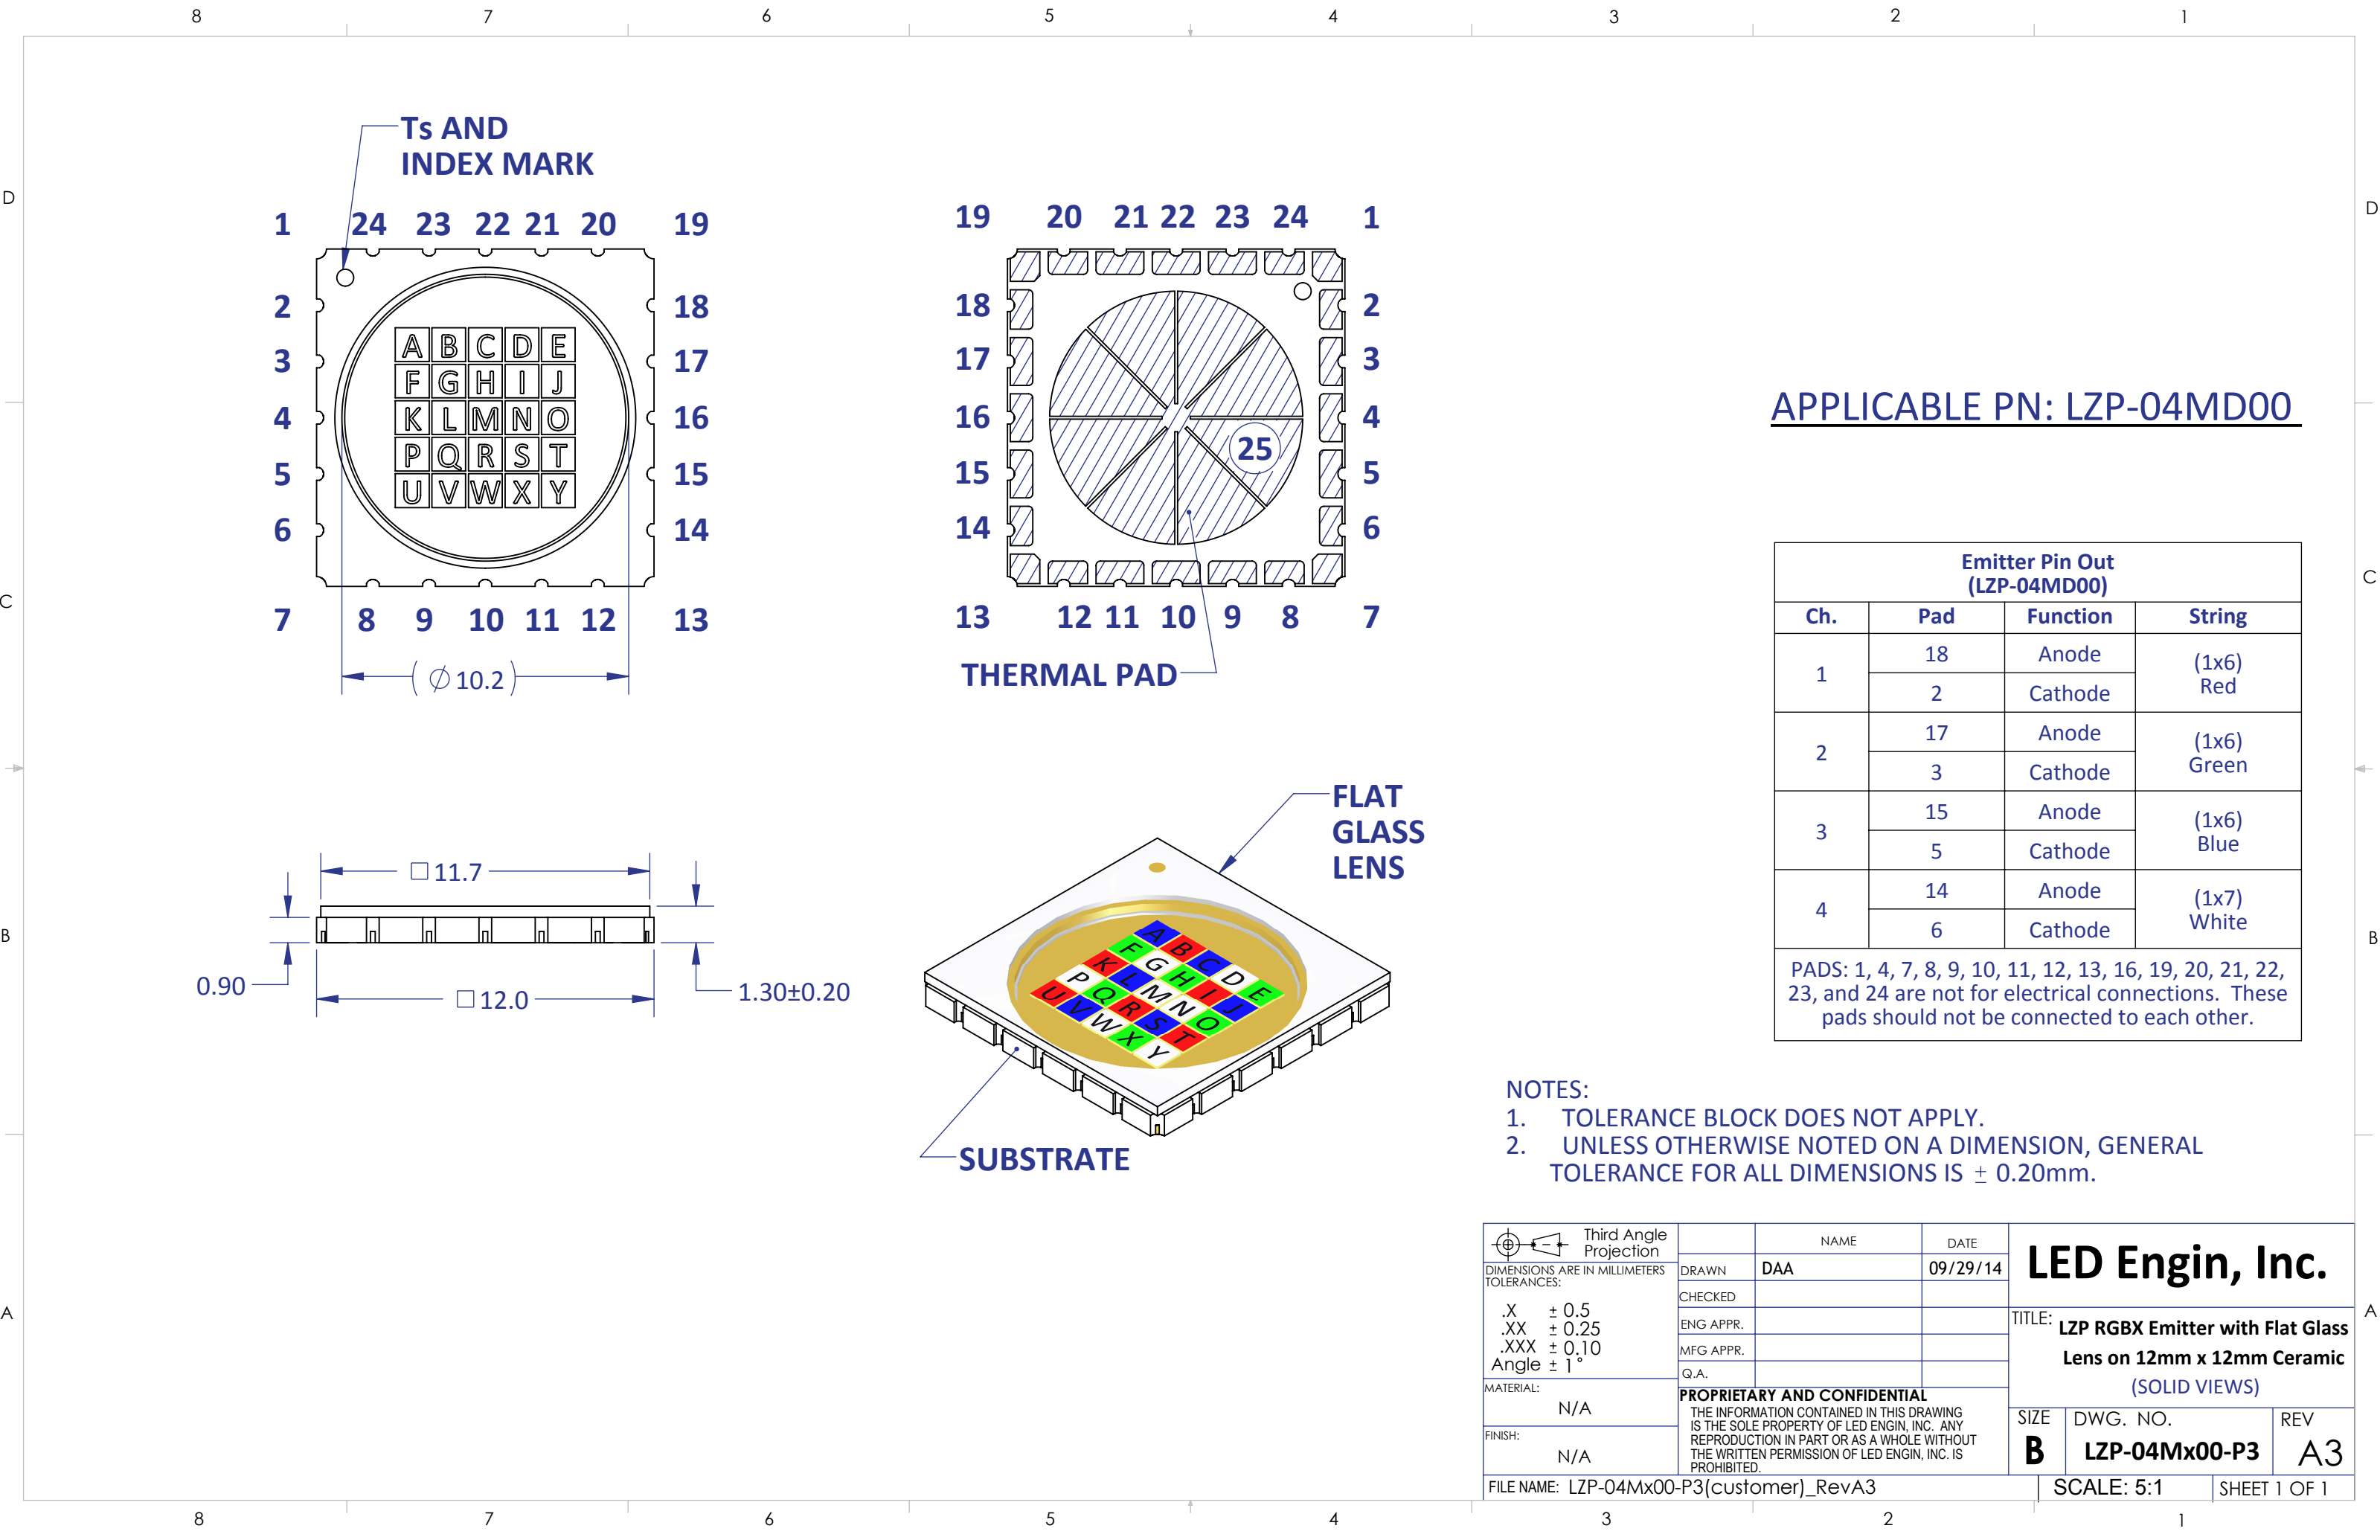 8 7 6 5 4 3 2 1
D
D
Ts AND
INDEX MARK
1 24 23 22 21 20 19
2 18
3 17
4 16
5 15
6 14
7 8 9 10 11 12 13
A B C D E
F G H I J
K L M N O
P Q R S T
U V W X Y
(∅ 10.2)
19 20 21 22 23 24 1
18 2
17 3
16 4
15 5
14 6
13 12 11 10 9 8 7
25
THERMAL PAD
APPLICABLE PN: LZP-04MD00
Emitter Pin Out
(LZP-04MD00)
Ch. Pad Function String
1 18 Anode (1x6)
Red
2 Cathode
2 17 Anode (1x6)
Green
3 Cathode
3 15 Anode (1x6)
Blue
5 Cathode
4 14 Anode (1x7)
White
6 Cathode
PADS: 1, 4, 7, 8, 9, 10, 11, 12, 13, 16, 19, 20, 21, 22,
23, and 24 are not for electrical connections. These
pads should not be connected to each other.
C
C
□ 11.7
0.90
□ 12.0
1.30±0.20
FLAT
GLASS
LENS
A B C D E
F G H I J
K L M N O
P Q R S T
U V W X Y
SUBSTRATE
B
B
NOTES:
1. TOLERANCE BLOCK DOES NOT APPLY.
2. UNLESS OTHERWISE NOTED ON A DIMENSION, GENERAL
TOLERANCE FOR ALL DIMENSIONS IS ± 0.20mm.
A
A
Third Angle
Projection
DIMENSIONS ARE IN MILLIMETERS
TOLERANCES:
.X ± 0.5
.XX ± 0.25
.XXX ± 0.10
Angle ± 1°
MATERIAL:
N/A
FINISH:
N/A
NAME DATE
DRAWN DAA 09/29/14
CHECKED
ENG APPR.
MFG APPR.
Q.A.
PROPRIETARY AND CONFIDENTIAL
THE INFORMATION CONTAINED IN THIS DRAWING
IS THE SOLE PROPERTY OF LED ENGIN, INC. ANY
REPRODUCTION IN PART OR AS A WHOLE WITHOUT
THE WRITTEN PERMISSION OF LED ENGIN, INC. IS
PROHIBITED.
LED Engin, Inc.
TITLE: LZP RGBX Emitter with Flat Glass
Lens on 12mm x 12mm Ceramic
(SOLID VIEWS)
SIZE
B
DWG. NO.
LZP-04Mx00-P3
REV
A3
FILE NAME: LZP-04Mx00-P3(customer)_RevA3
SCALE: 5:1
SHEET 1 OF 1
8 7 6 5 4 3 2 1